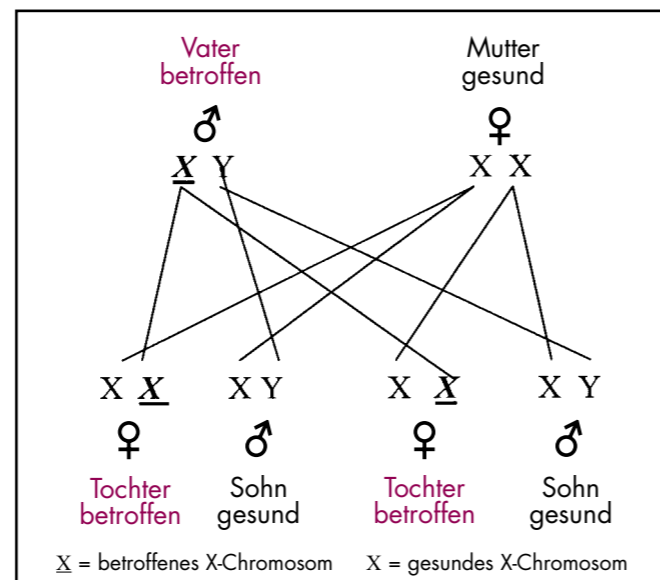 Vater Mutter
betroffen gesund
♂ ♀
X Y X X
X X X Y X X X Y
♀ ♂ ♀ ♂
Tochter Sohn Tochter Sohn
betroffen gesund betroffen gesund
X = betroffenes X-Chromosom X = gesundes X-Chromosom